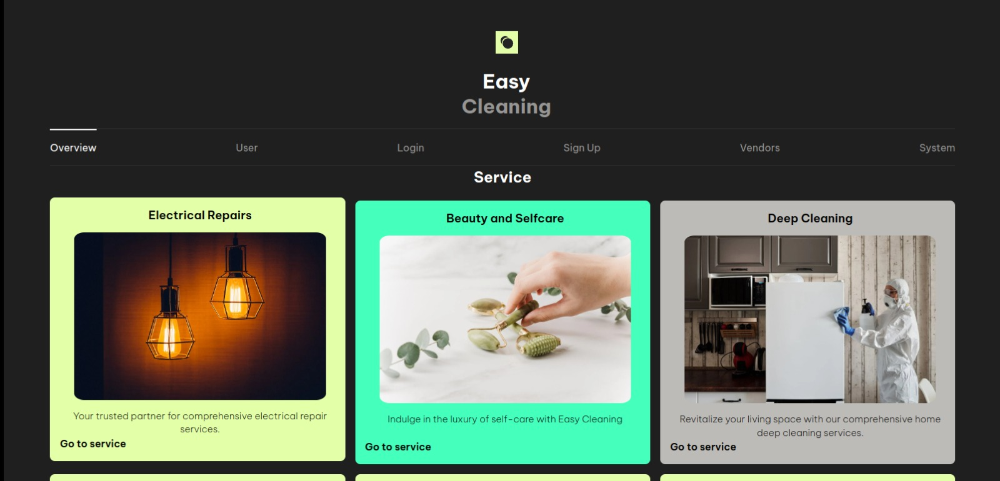 Easy
Cleaning
Overview
User
Login
Sign Up
Vendors
System
Service
Electrical Repairs
Your trusted partner for comprehensive electrical repair
services.
Go to service
Beauty and Selfcare
Indulge in the luxury of self-care with Easy Cleaning
Go to service
Deep Cleaning
Revitalize your living space with our comprehensive home
deep cleaning services.
Go to service